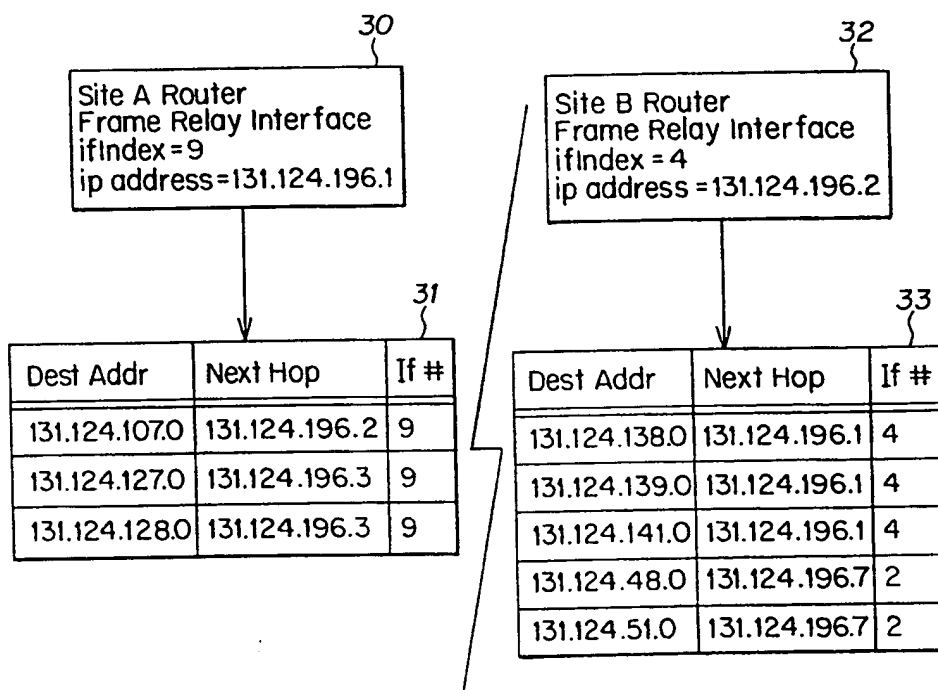 30
Site A Router
Frame Relay Interface
ifIndex=9
ip address=131.124.196.1
31
Dest Addr Next Hop If #
131.124.107.0 131.124.196.2 9
131.124.127.0 131.124.196.3 9
131.124.128.0 131.124.196.3 9
32
Site B Router
Frame Relay Interface
ifIndex=4
ip address=131.124.196.2
33
Dest Addr Next Hop If #
131.124.138.0 131.124.196.1 4
131.124.139.0 131.124.196.1 4
131.124.141.0 131.124.196.1 4
131.124.48.0 131.124.196.7 2
131.124.51.0 131.124.196.7 2